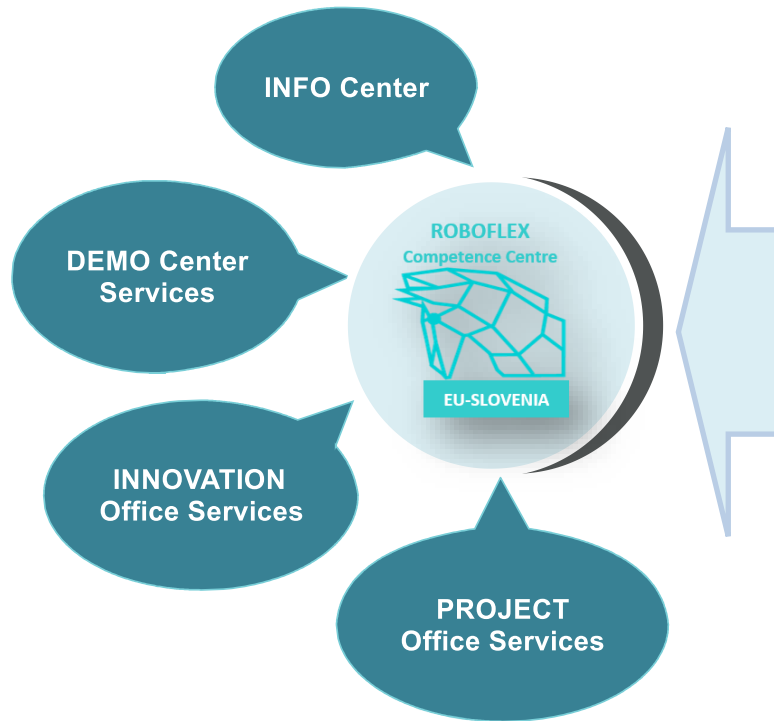 INFO Center
ROBOFLEX
Competence Centre
EU-SLOVENIA
DEMO Center
Services
INNOVATION
Office Services
PROJECT
Office Services